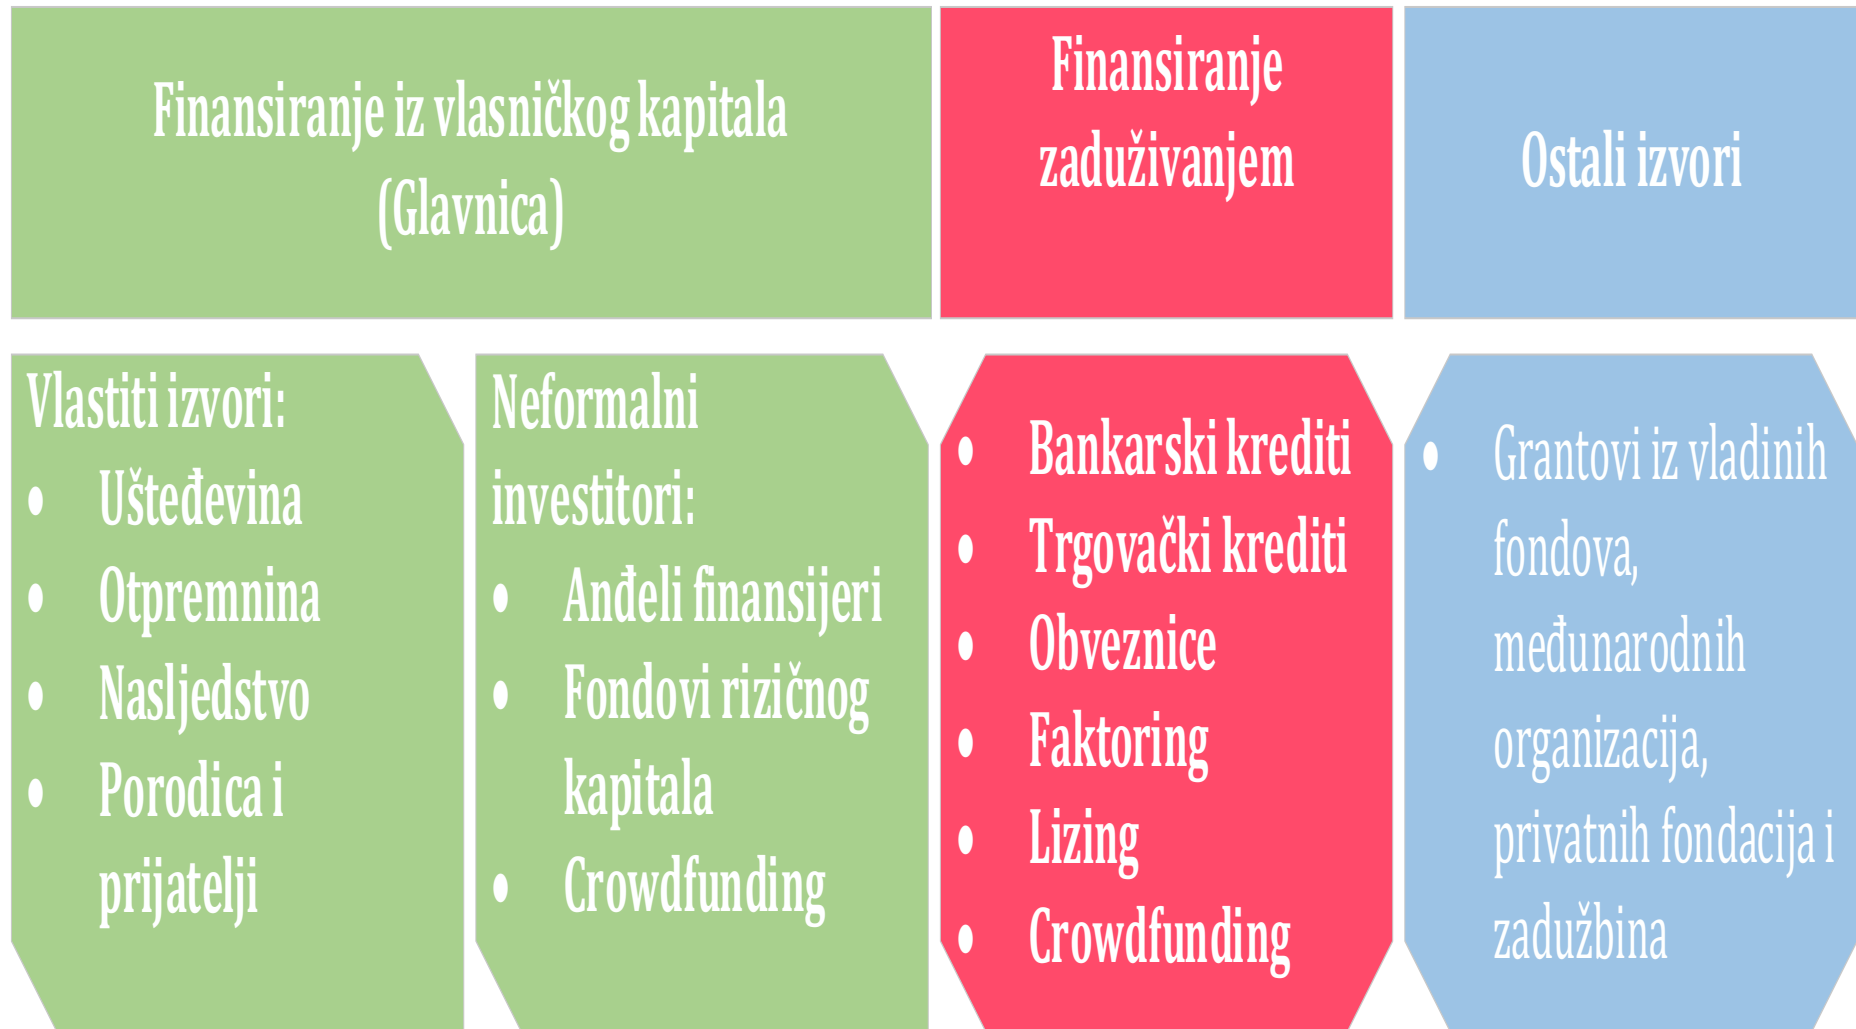 Finansiranje iz vlasničkog kapitala
(Glavnica)
Finansiranje
zaduživanjem
Ostali izvori
Vlastiti izvori:
• Ušteđevina
• Otpremnina
• Nasljedstvo
• Porodica i
prijatelji
Neformalni
investitori:
• Anđeli finansijeri
• Fondovi rizičnog
kapitala
• Crowdfunding
• Bankarski krediti
• Trgovački krediti
• Obveznice
• Faktoring
• Lizing
• Crowdfunding
• Grantovi iz vladinih
fondova,
međunarodnih
organizacija,
privatnih fondacija i
zadužbina